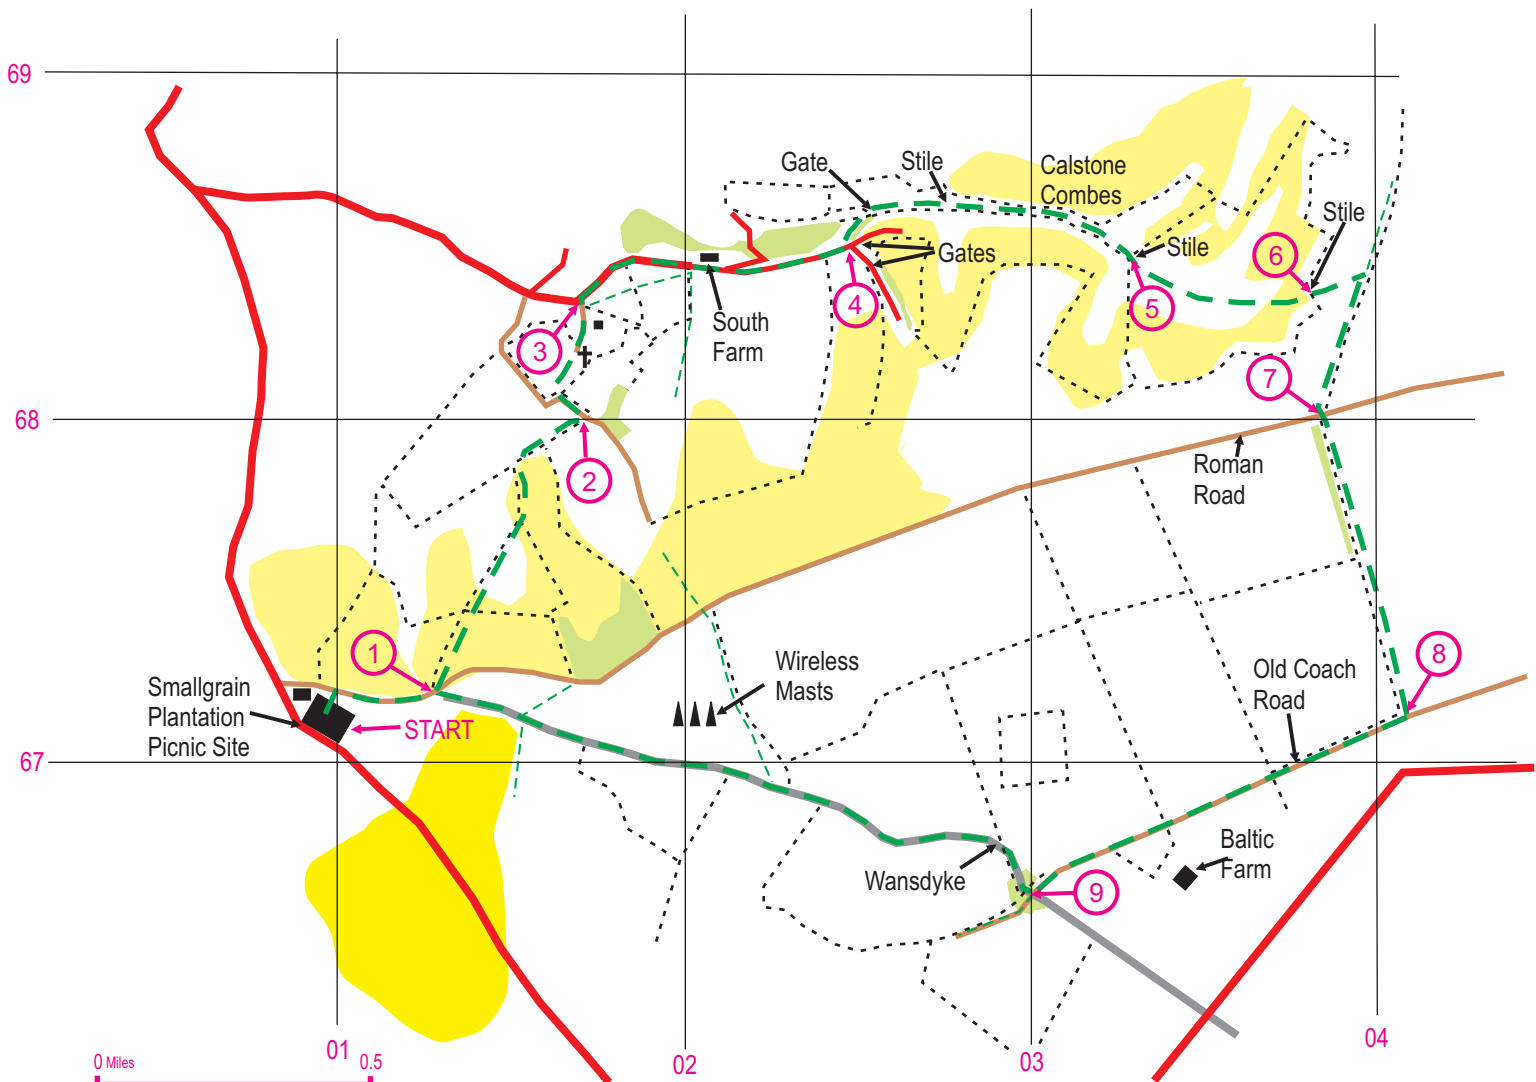 69
Gate
Stile
Calstone
Combes
Stile
Stile
6
Gates
4
5
South
Farm
3
7
68
2
Roman
Road
1
Wireless
Masts
8
Old Coach
Road
Smallgrain
Plantation
Picnic Site
START
67
Baltic
Farm
Wansdyke
9
01
02
03
04
0 Miles
0.5